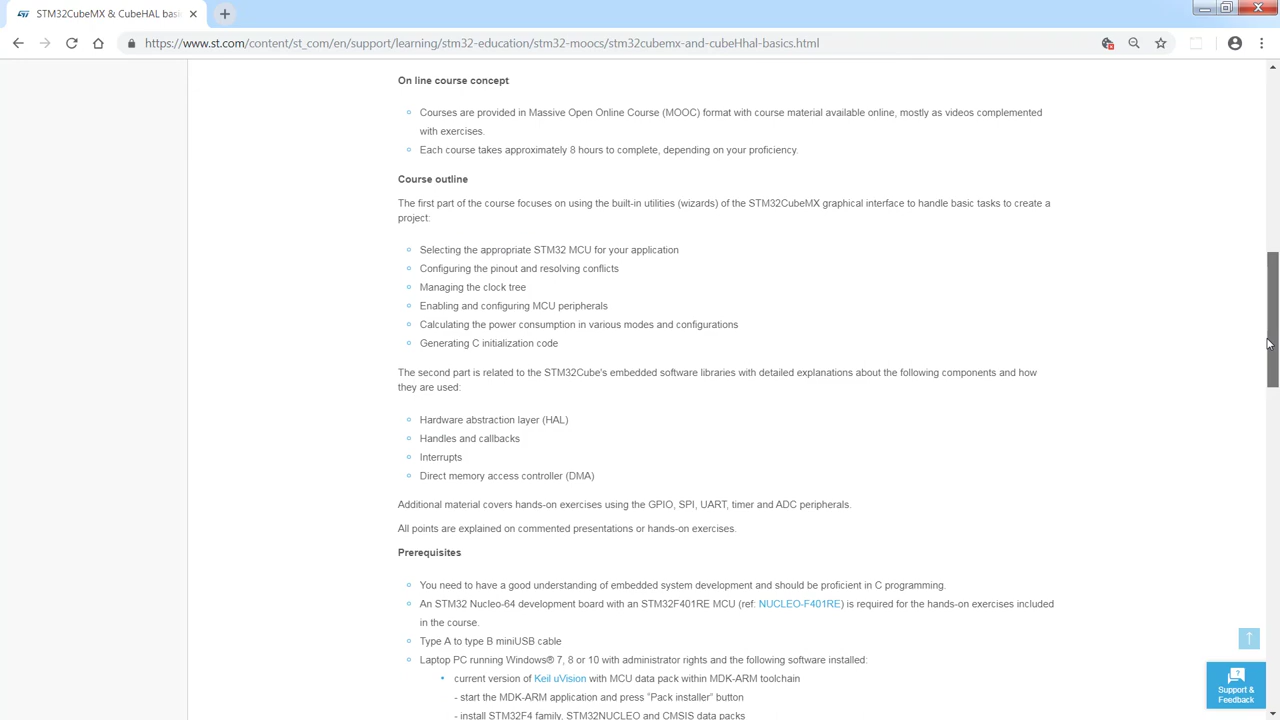 STM32CubeMX & CubeHAL basi
https://www.st.com/content/st_com/en/support/learning/stm32-education/stm32-moocs/stm32cubemx-and-cubeHhal-basics.html
On line course concept
Courses are provided in Massive Open Online Course (MOOC) format with course material available online, mostly as videos complemented
with exercises.
Each course takes approximately 8 hours to complete, depending on your proficiency.
Course outline
The first part of the course focuses on using the built-in utilities (wizards) of the STM32CubeMX graphical interface to handle basic tasks to create a
project:
Selecting the appropriate STM32 MCU for your application
Configuring the pinout and resolving conflicts
Managing the clock tree
Enabling and configuring MCU peripherals
Calculating the power consumption in various modes and configurations
Generating C initialization code
The second part is related to the STM32Cube's embedded software libraries with detailed explanations about the following components and how
they are used:
Hardware abstraction layer (HAL)
Handles and callbacks
Interrupts
Direct memory access controller (DMA)
Additional material covers hands-on exercises using the GPIO, SPI, UART, timer and ADC peripherals.
All points are explained on commented presentations or hands-on exercises.
Prerequisites
You need to have a good understanding of embedded system development and should be proficient in C programming.
An STM32 Nucleo-64 development board with an STM32F401RE MCU (ref: NUCLEO-F401RE) is required for the hands-on exercises included
in the course.
Type A to type B miniUSB cable
Laptop PC running Windows® 7, 8 or 10 with administrator rights and the following software installed:
current version of Keil uVision with MCU data pack within MDK-ARM toolchain
- start the MDK-ARM application and press "Pack installer" button
- install STM32F4 family, STM32NUCLEO and CMSIS data packs
Support &
Feedback